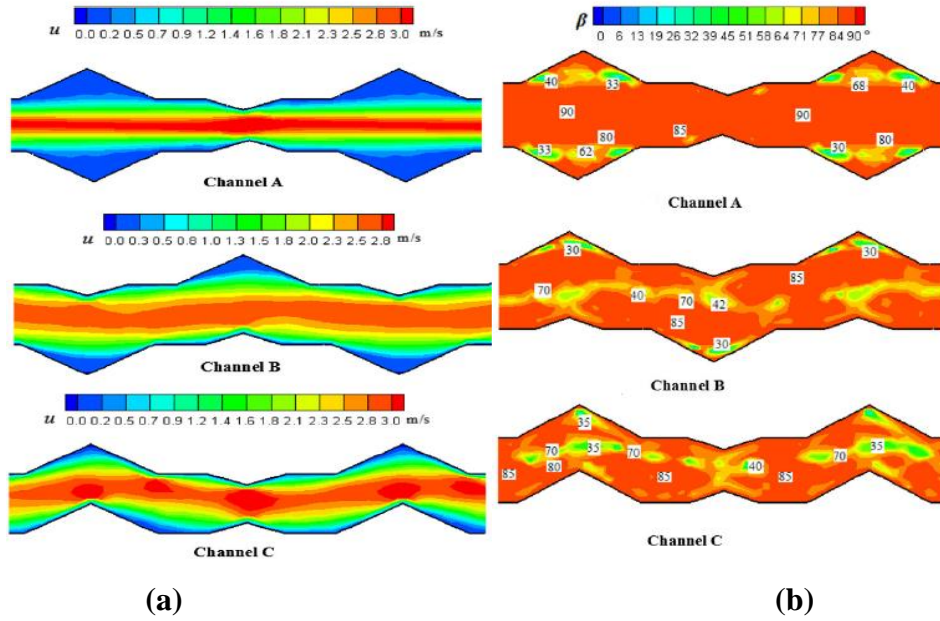 u 0.0 0.2 0.5 0.7 0.9 1.2 1.4 1.6 1.8 2.1 2.3 2.5 2.8 3.0 m/s
Channel A
u 0.0 0.3 0.5 0.8 1.0 1.3 1.5 1.8 2.0 2.3 2.5 2.8 m/s
Channel B
u 0.0 0.2 0.5 0.7 0.9 1.2 1.4 1.6 1.8 2.1 2.3 2.5 2.8 3.0 m/s
Channel C
(a)
β 0 6 13 19 26 32 39 45 51 58 64 71 77 84 90 °
40 33 68 40
90 90
80 85 80
33 62 30
Channel A
30 30
85
70 40 70 42
85
30
Channel B
35
70 35 70 35
85 80 40 85 70 85
Channel C
(b)